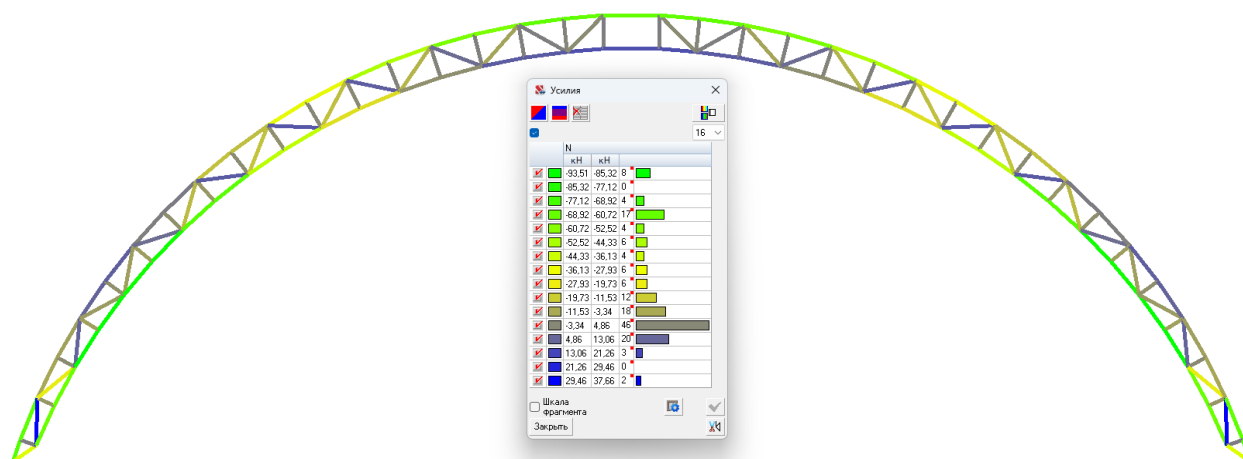 Усилия
16
N
кН кН
-93,51 -85,32 8
-85,32 -77,12 0
-77,12 -68,92 4
-68,92 -60,72 17
-60,72 -52,52 4
-52,52 -44,33 6
-44,33 -36,13 4
-36,13 -27,93 6
-27,93 -19,73 6
-19,73 -11,53 12
-11,53 -3,34 18
-3,34 4,86 46
4,86 13,06 20
13,06 21,26 3
21,26 29,46 0
29,46 37,66 2
Шкала
фрагмента
Закрыть